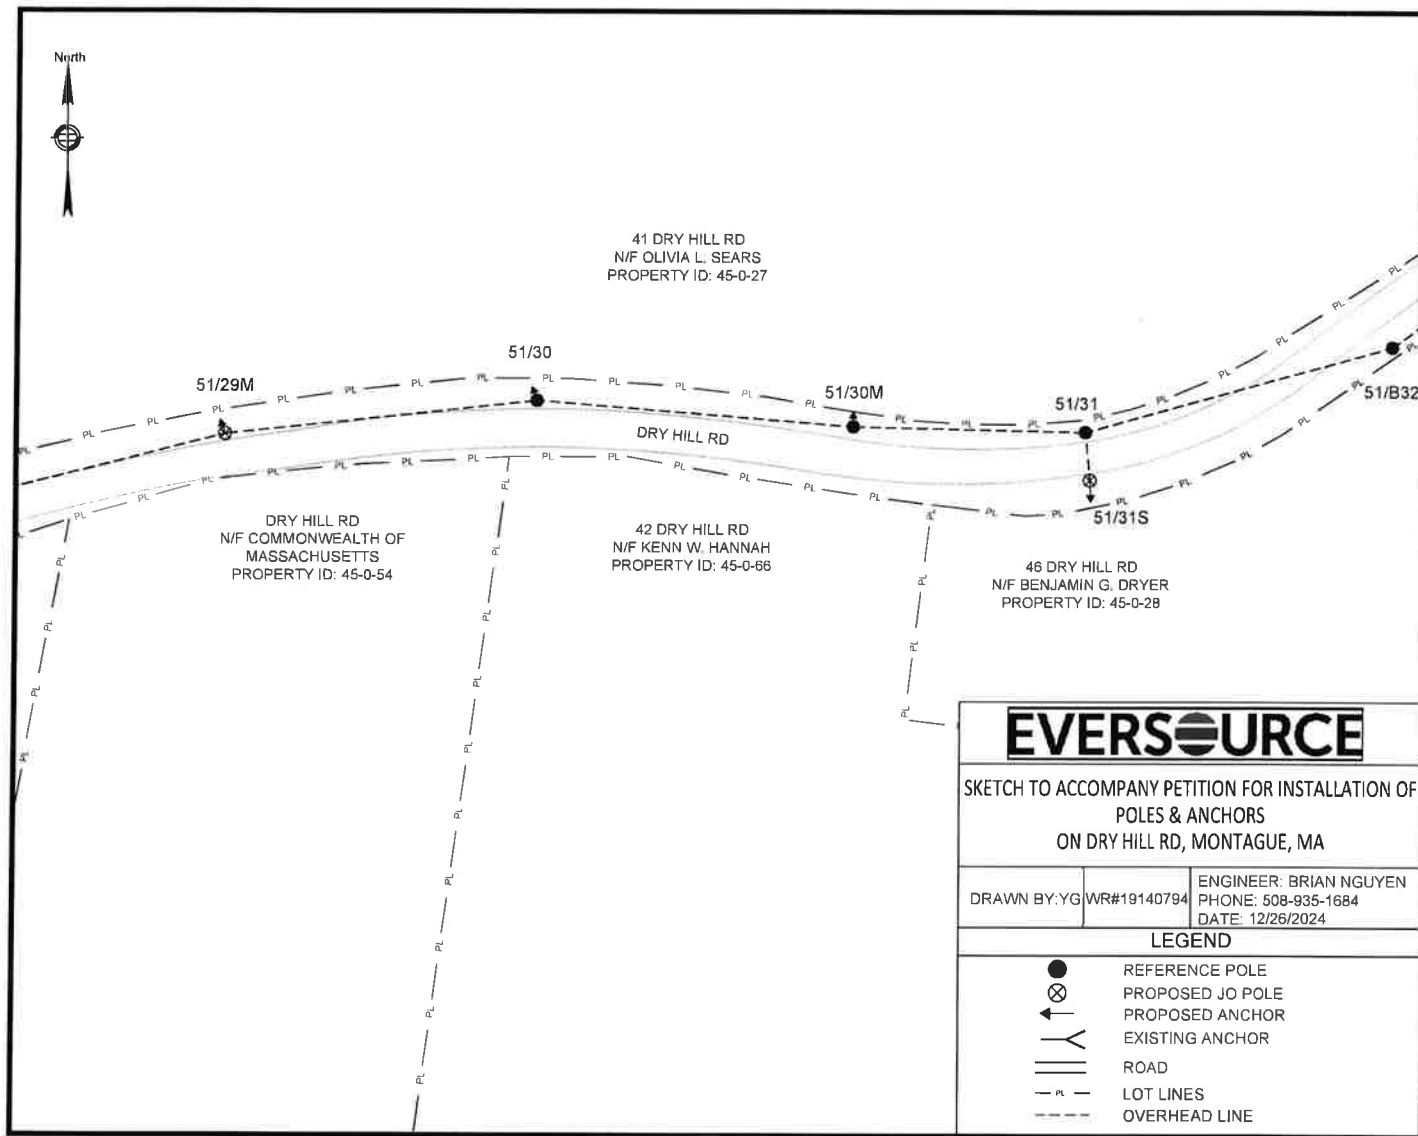 North
41 DRY HILL RD
N/F OLIVIA L. SEARS
PROPERTY ID: 45-0-27
51/29M
51/30
51/30M
51/31
51/B32
DRY HILL RD
51/31S
DRY HILL RD
N/F COMMONWEALTH OF
MASSACHUSETTS
PROPERTY ID: 45-0-54
42 DRY HILL RD
N/F KENN W. HANNAH
PROPERTY ID: 45-0-66
46 DRY HILL RD
N/F BENJAMIN G. DRYER
PROPERTY ID: 45-0-28
EVERSOURCE
SKETCH TO ACCOMPANY PETITION FOR INSTALLATION OF
POLES & ANCHORS
ON DRY HILL RD, MONTAGUE, MA
DRAWN BY:YG
WR#19140794
ENGINEER: BRIAN NGUYEN
PHONE: 508-935-1684
DATE: 12/26/2024
LEGEND
REFERENCE POLE
PROPOSED JO POLE
PROPOSED ANCHOR
EXISTING ANCHOR
ROAD
PL LOT LINES
OVERHEAD LINE